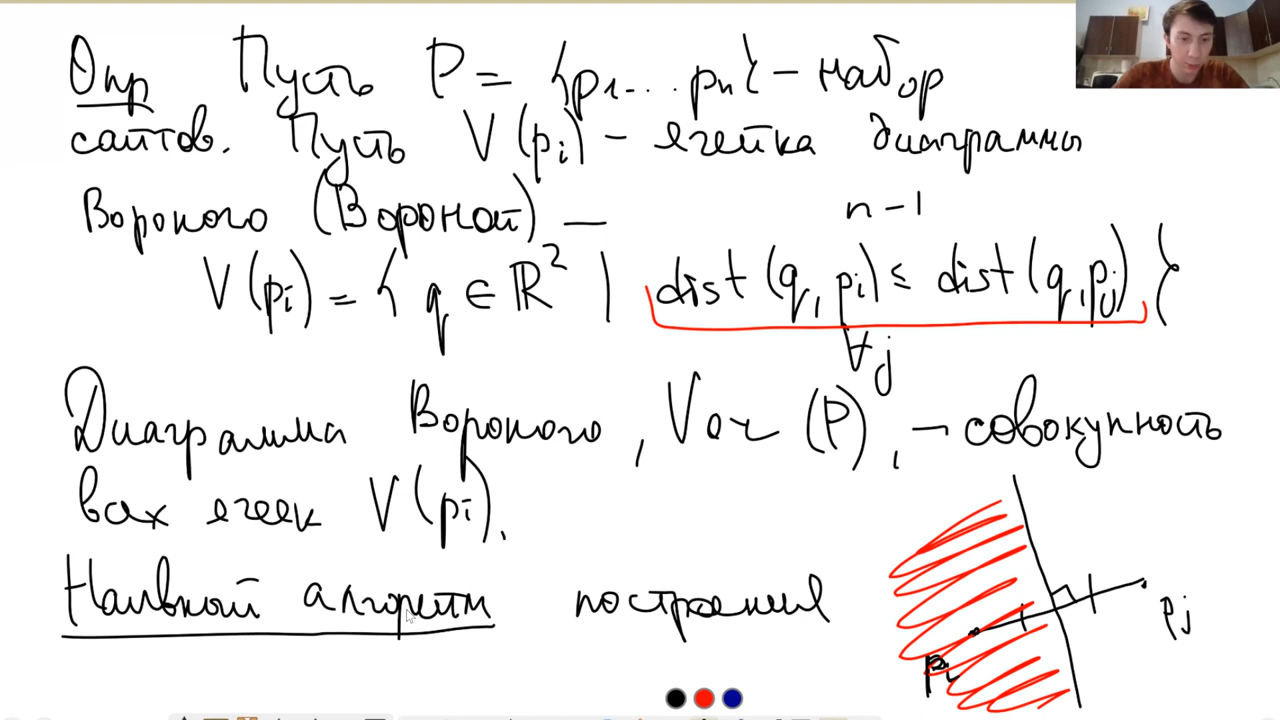 Опр Пусть P = {p1...pn} – набор
сайтов. Пусть V(pi) – ячейка диаграммы
Вороного (Вороной) —
n-1
V(pi) = { q ∈ ℝ² | dist(q, pi) ≤ dist(q, pj) }
∀j
Диаграмма Вороного, Vor(P), – совокупность
всех ячеек V(pi).
Наивный алгоритм построения
pj
pi